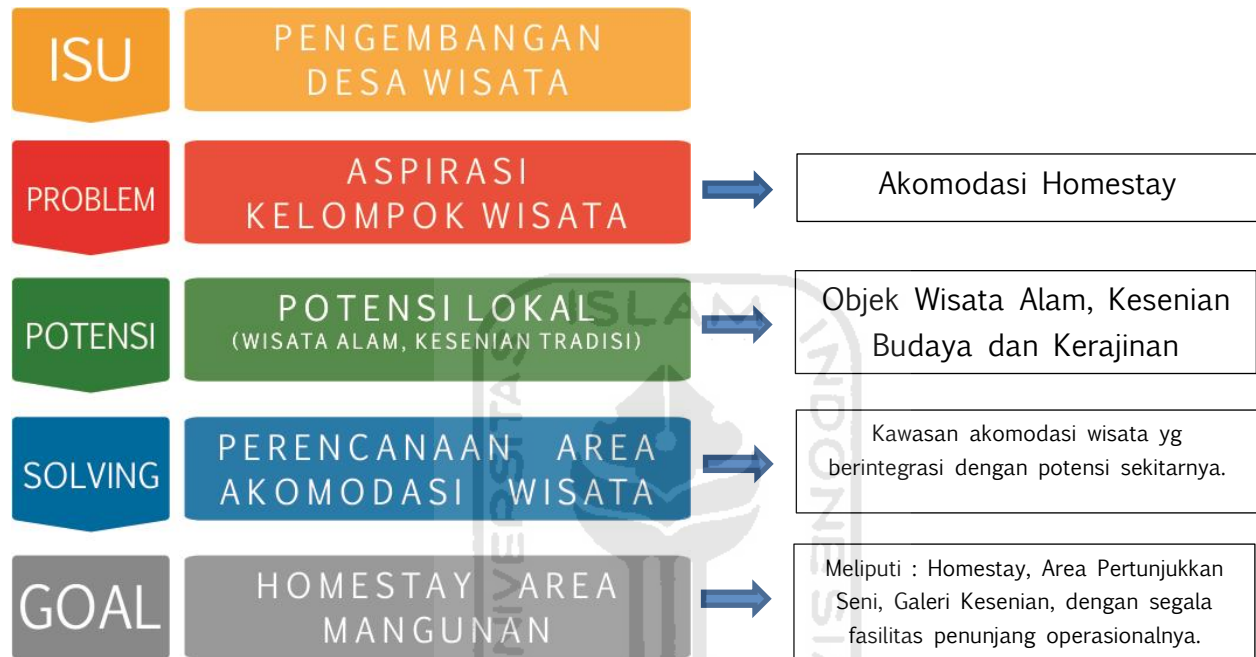 ISU
PENGEMBANGAN
DESA WISATA
PROBLEM
ASPIRASI
KELOMPOK WISATA
Akomodasi Homestay
POTENSI
POTENSI LOKAL
(WISATA ALAM, KESENIAN TRADISI)
Objek Wisata Alam, Kesenian
Budaya dan Kerajinan
SOLVING
PERENCANAAN AREA
AKOMODASI WISATA
Kawasan akomodasi wisata yg
berintegrasi dengan potensi sekitarnya.
GOAL
HOMESTAY AREA
MANGUNAN
Meliputi : Homestay, Area Pertunjukkan
Seni, Galeri Kesenian, dengan segala
fasilitas penunjang operasionalnya.
ISLAM